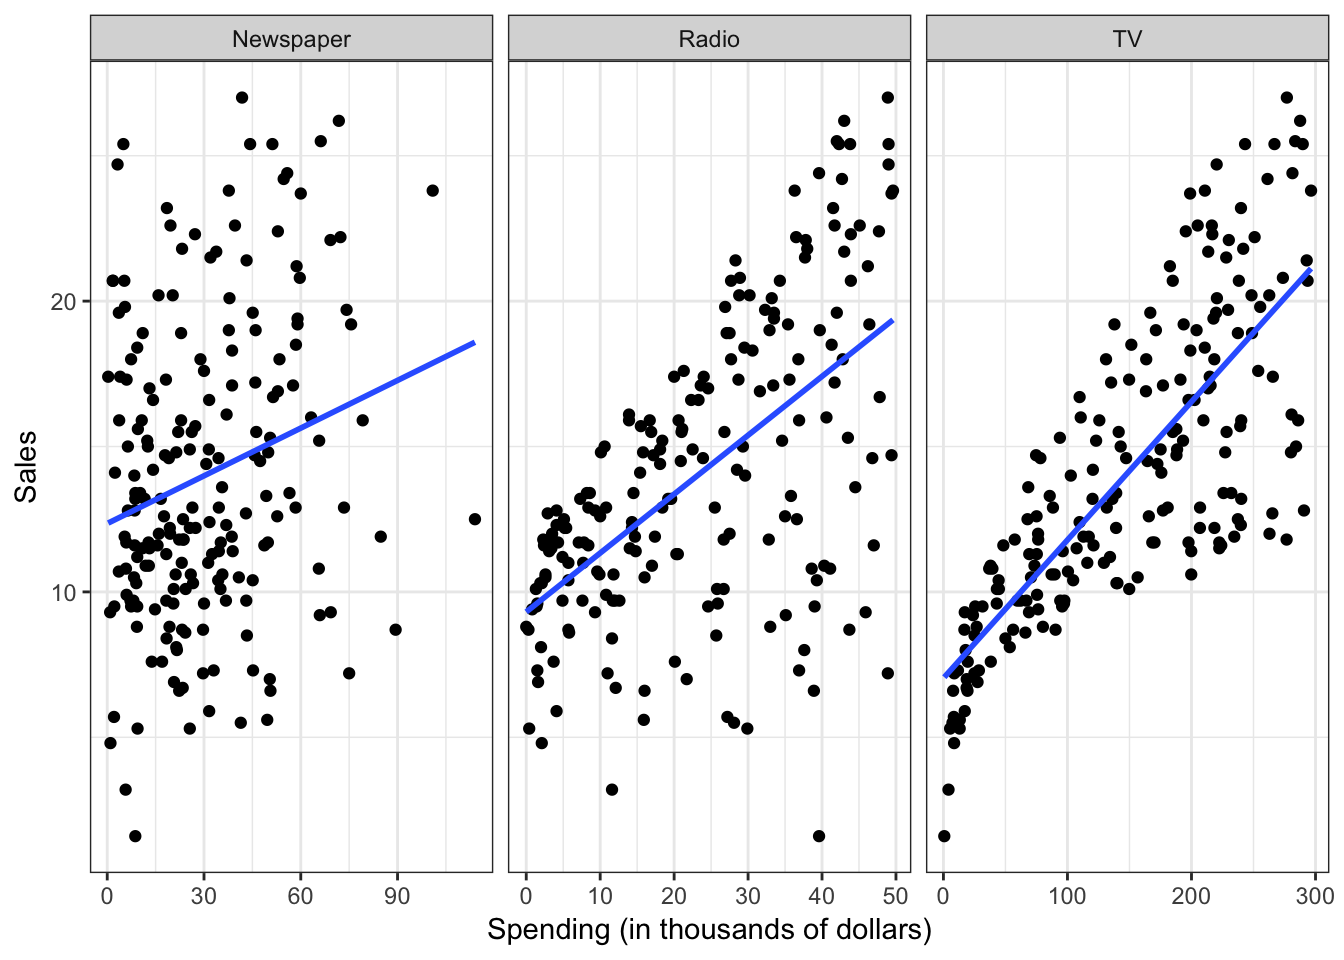 Newspaper Radio TV
Sales
20
10
0 30 60 90 0 10 20 30 40 50 0 100 200 300
Spending (in thousands of dollars)